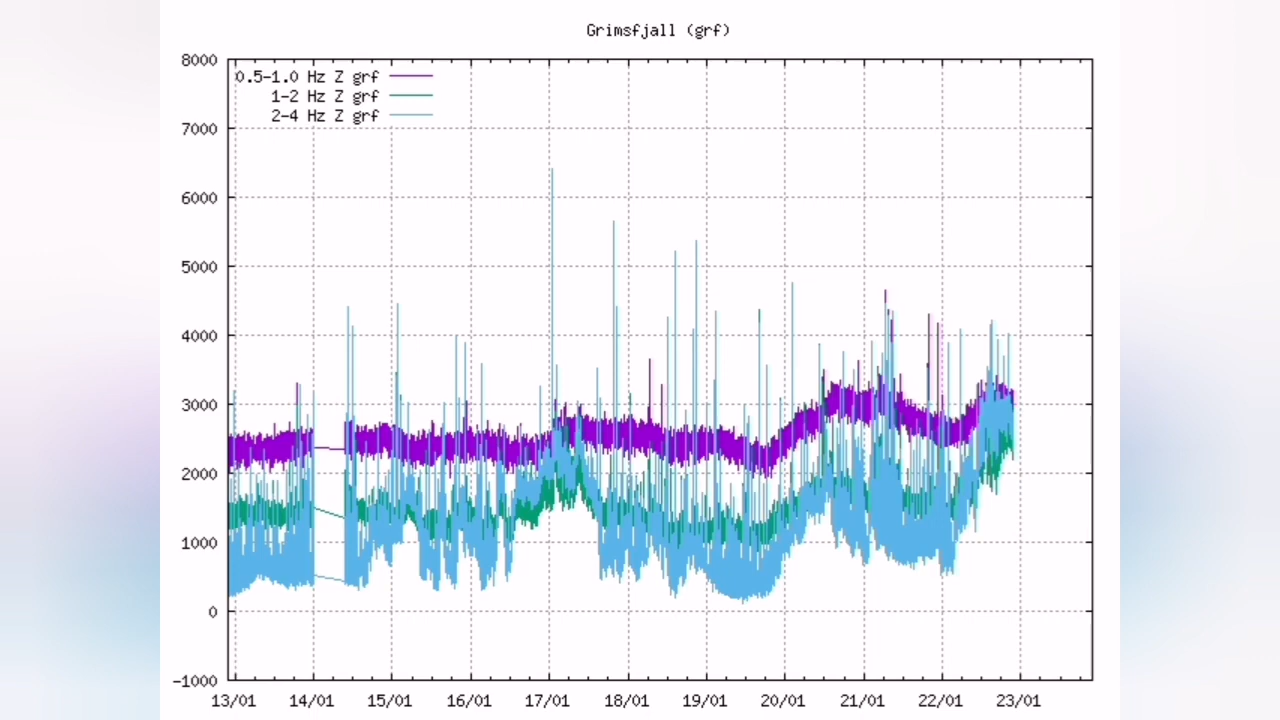 Grimsfjall (grf)
8000
0.5-1.0 Hz Z grf
1-2 Hz Z grf
2-4 Hz Z grf
7000
6000
5000
4000
3000
2000
1000
0
-1000
13/01 14/01 15/01 16/01 17/01 18/01 19/01 20/01 21/01 22/01 23/01